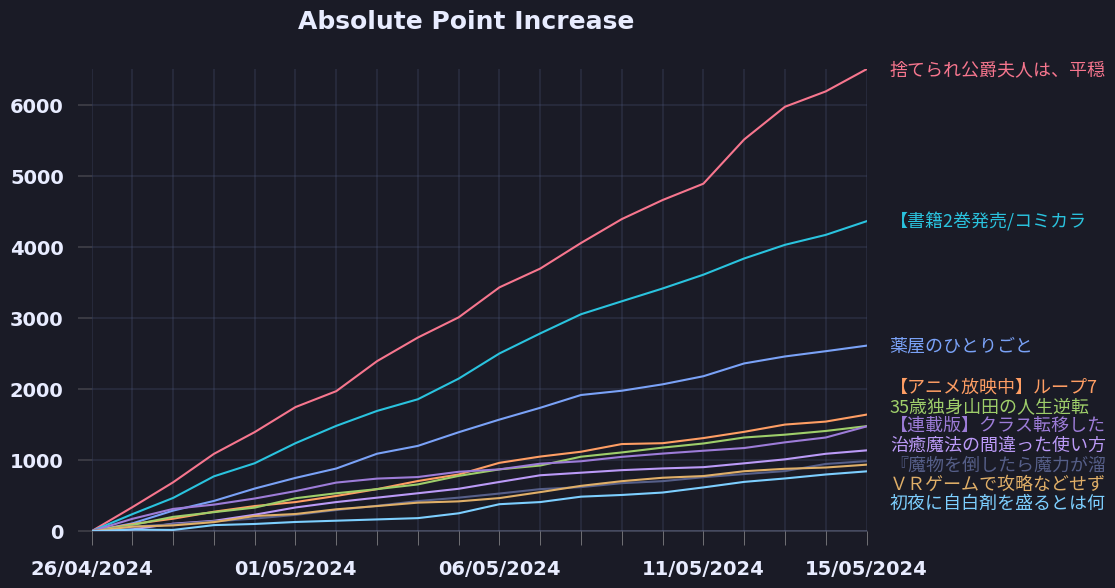 Absolute Point Increase
6000
5000
4000
3000
2000
1000
0
26/04/2024
01/05/2024
06/05/2024
11/05/2024
15/05/2024
捨てられ公爵夫人は、平穏
【書籍2巻発売/コミカラ
薬屋のひとりごと
【アニメ放映中】ループ7
35歳独身山田の人生逆転
【連載版】クラス転移した
治癒魔法の間違った使い方
『魔物を倒したら魔力が溜
ＶＲゲームで攻略などせず
初夜に自白剤を盛るとは何